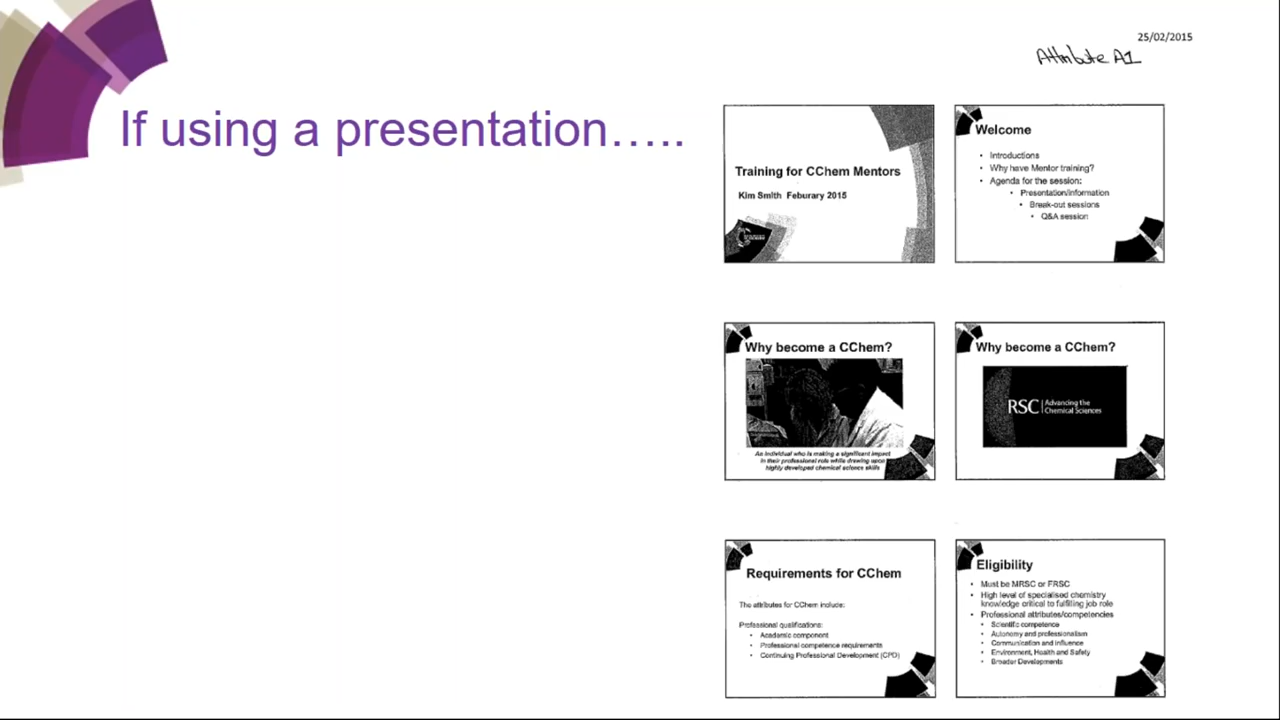 25/02/2015
Attribute A1
If using a presentation…..
Training for CChem Mentors
Kim Smith Feburary 2015
Welcome
• Introductions
• Why have Mentor training?
• Agenda for the session:
• Presentation/information
• Break-out sessions
• Q&A session
Why become a CChem?
An individual who is making a significant impact
in their professional role while drawing upon
highly developed chemical science skills
Why become a CChem?
RSC | Advancing the
Chemical Sciences
Requirements for CChem
The attributes for CChem include:
Professional qualifications:
• Academic component
• Professional competence requirements
• Continuing Professional Development (CPD)
Eligibility
• Must be MRSC or FRSC
• High level of specialised chemistry
knowledge critical to fulfilling job role
• Professional attributes/competencies
• Scientific competence
• Autonomy and professionalism
• Communication and influence
• Environment, Health and Safety
• Broader Developments